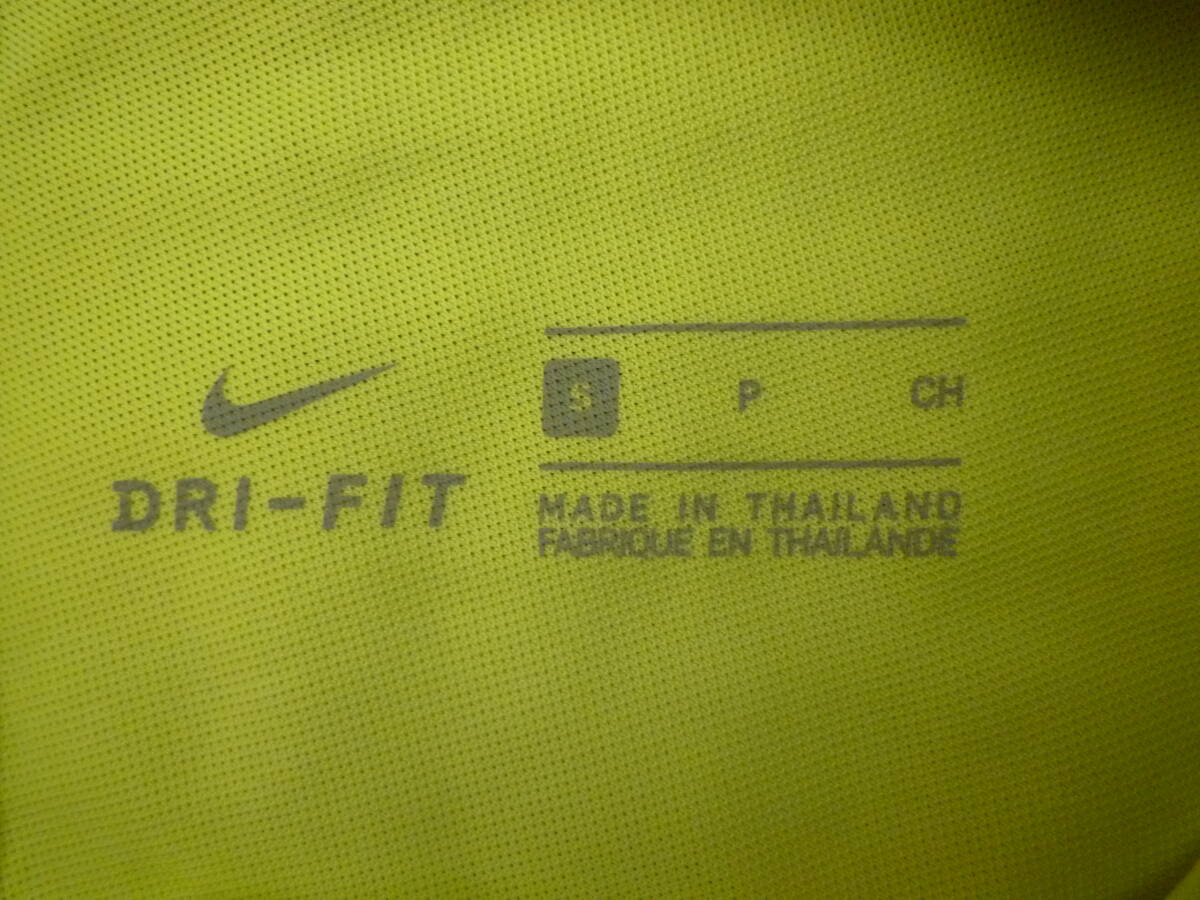 S P CH
DRI-FIT
MADE IN THAILAND
FABRIQUE EN THAILANDE